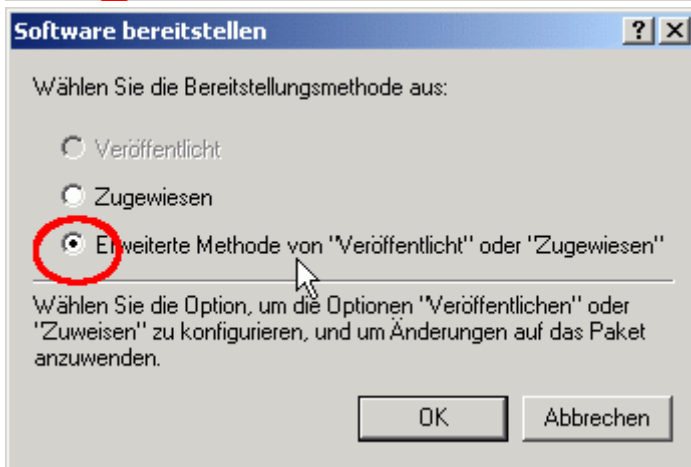 Software bereitstellen
Wählen Sie die Bereitstellungsmethode aus:
Veröffentlicht
Zugewiesen
Erweiterte Methode von "Veröffentlicht" oder "Zugewiesen"
Wählen Sie die Option, um die Optionen "Veröffentlichen" oder
"Zuweisen" zu konfigurieren, und um Änderungen auf das Paket
anzuwenden.
OK
Abbrechen